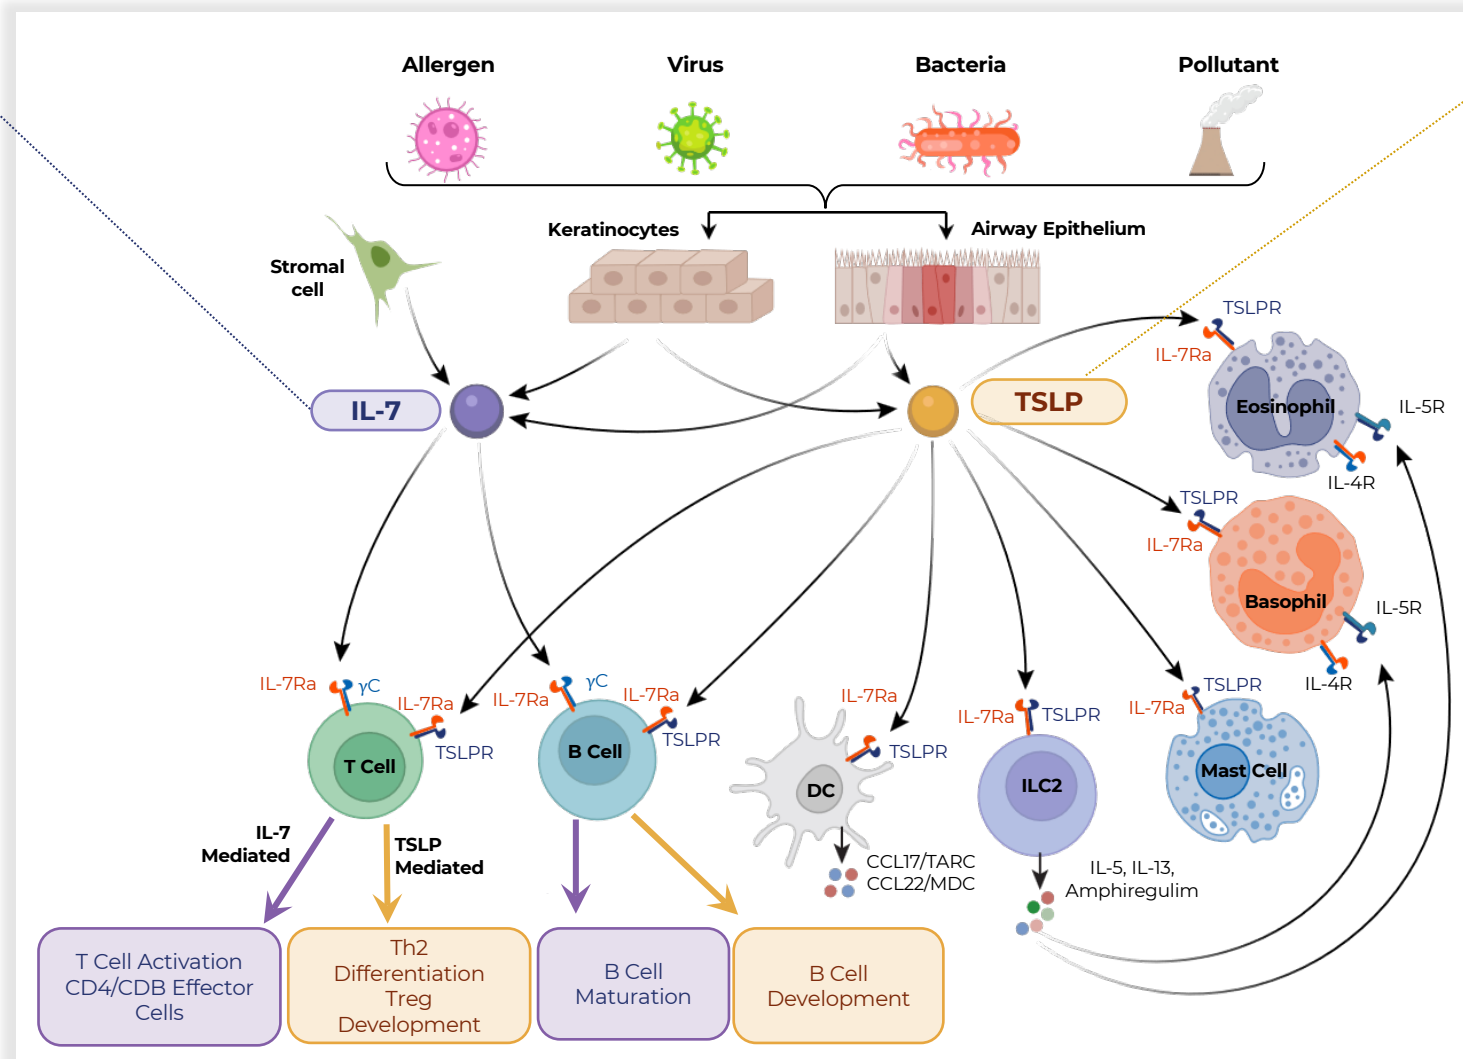 Allergen
Virus
Bacteria
Pollutant
Keratinocytes
Airway Epithelium
Stromal
cell
IL-7
TSLP
TSLPR
IL-7Ra
Eosinophil
IL-5R
IL-4R
TSLPR
IL-7Ra
Basophil
IL-5R
IL-4R
IL-7Ra
γC
IL-7Ra
TSLPR
T Cell
IL-7Ra
γC
IL-7Ra
TSLPR
B Cell
IL-7Ra
TSLPR
DC
IL-7Ra
TSLPR
ILC2
TSLPR
IL-7Ra
Mast Cell
IL-7
Mediated
TSLP
Mediated
CCL17/TARC
CCL22/MDC
IL-5, IL-13,
Amphiregulim
T Cell Activation
CD4/CDB Effector
Cells
Th2
Differentiation
Treg
Development
B Cell
Maturation
B Cell
Development